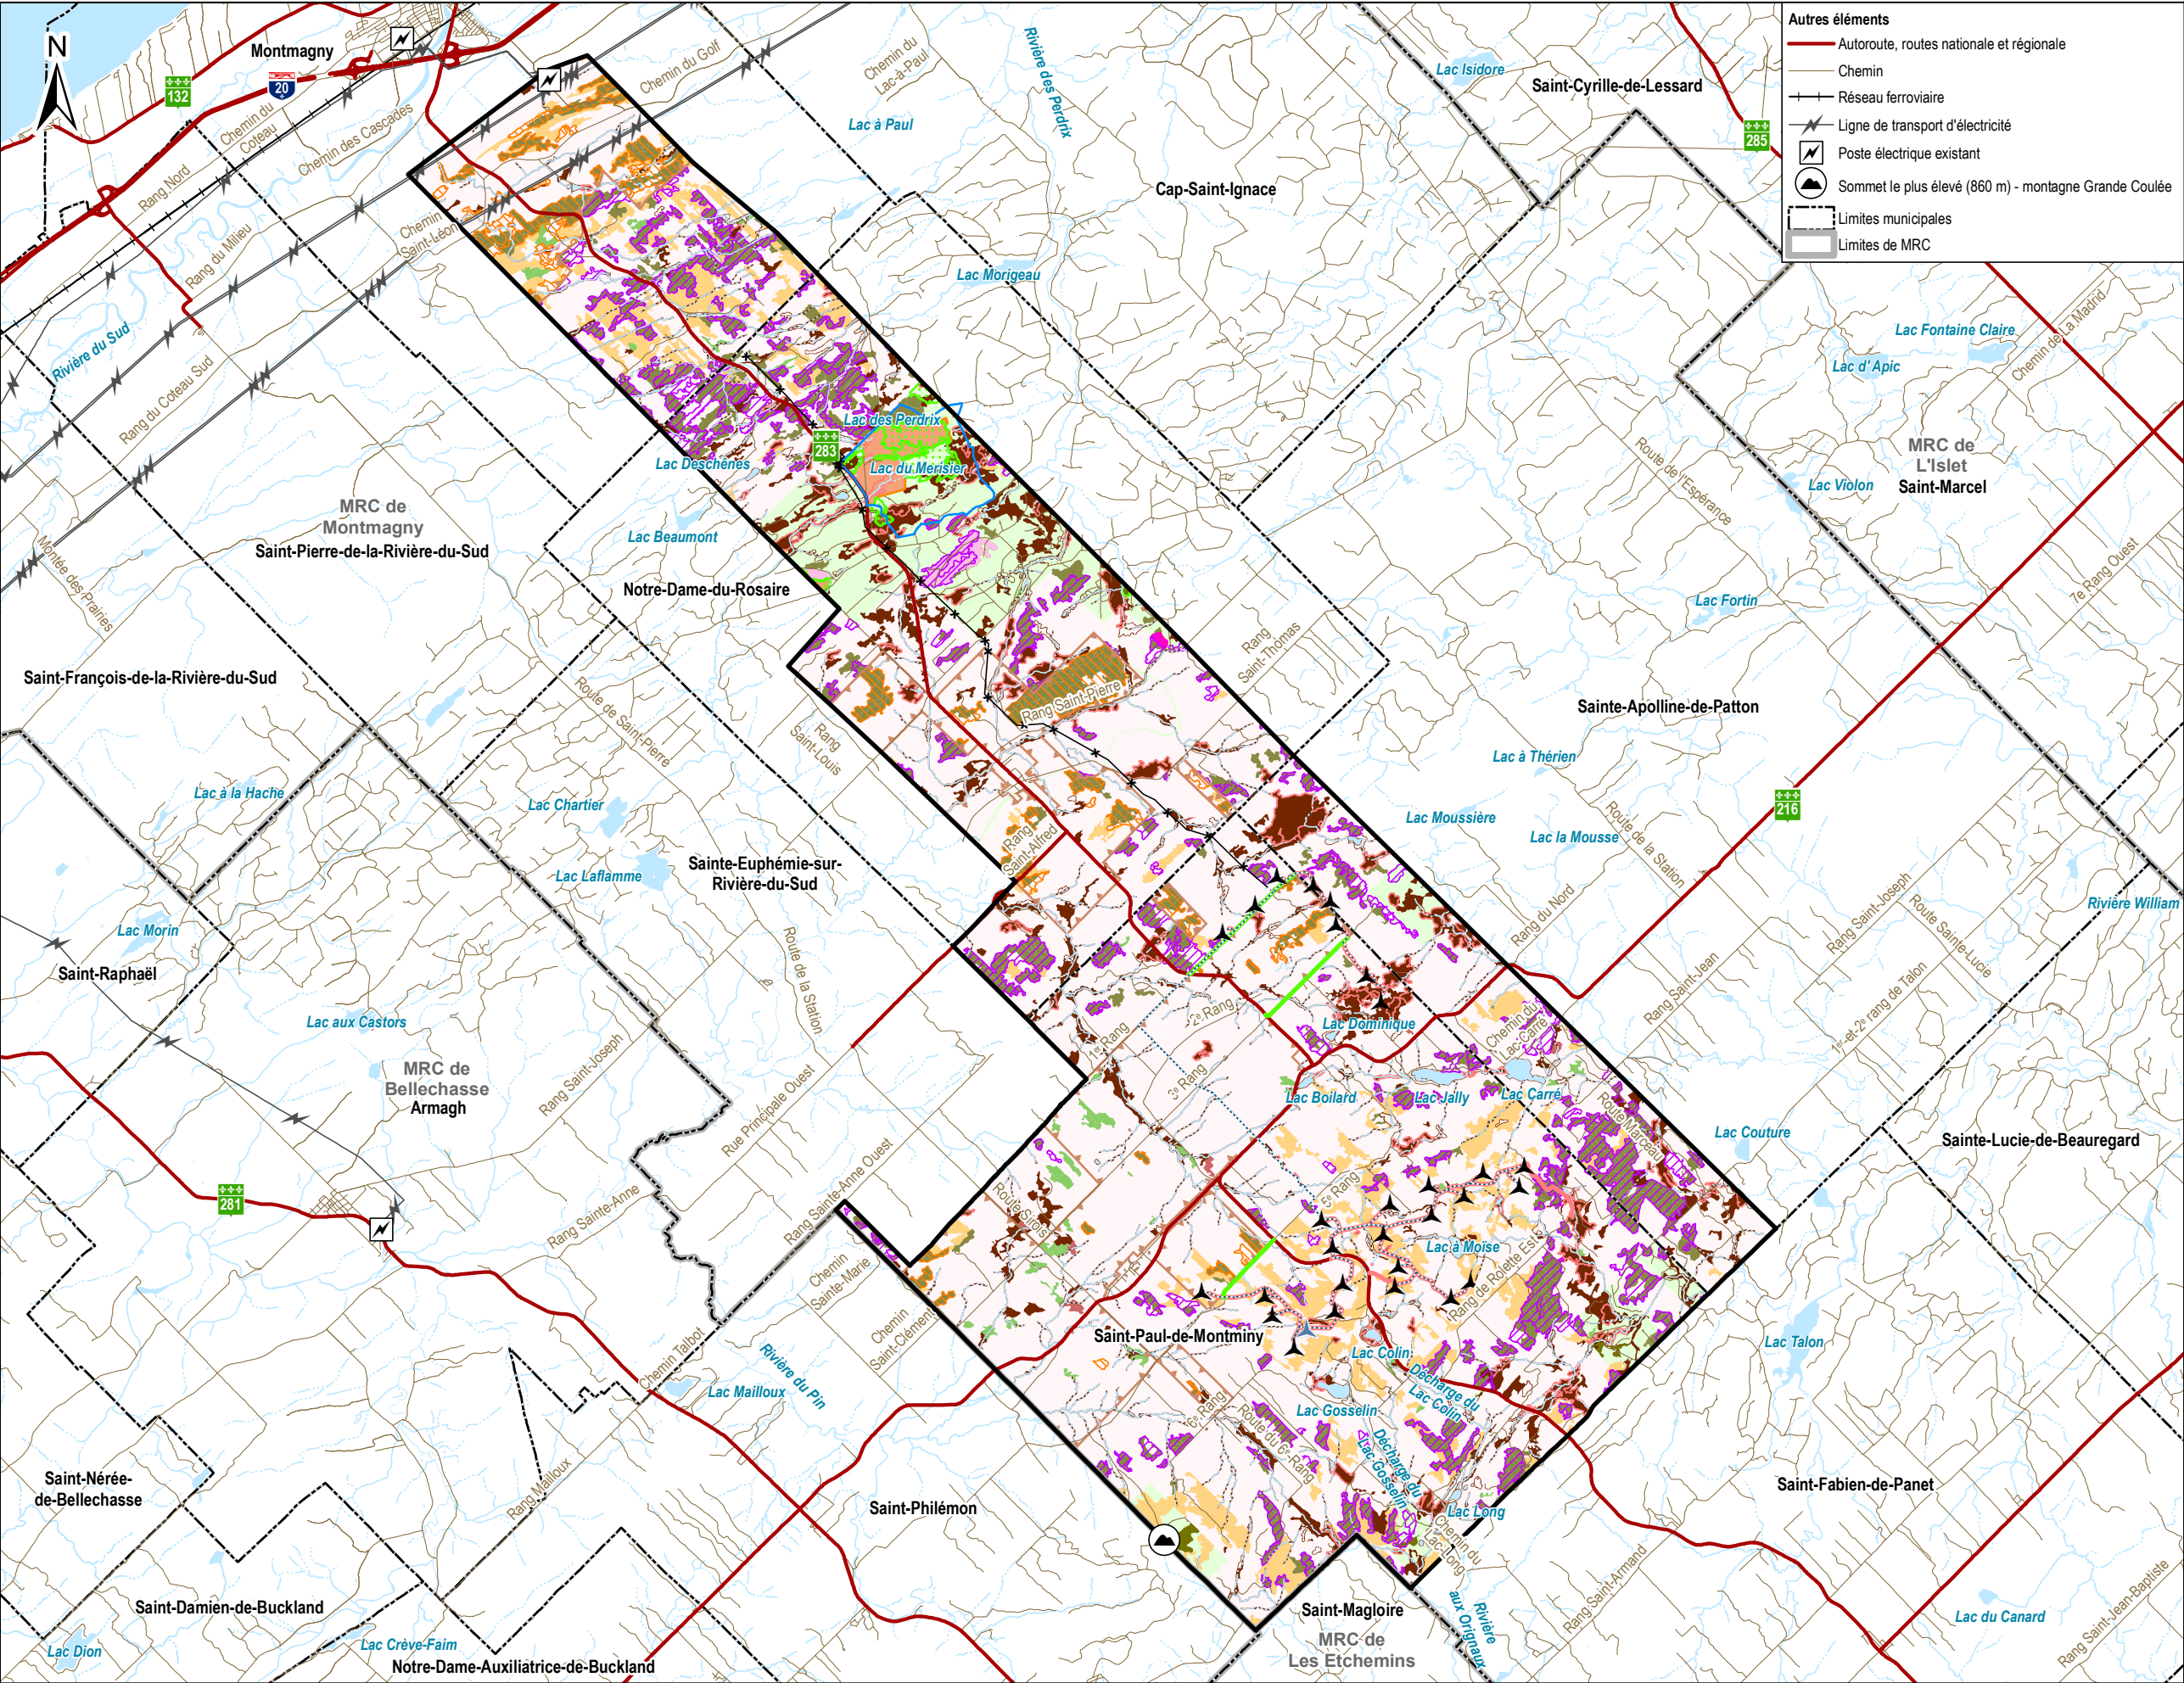 Autres éléments
Autoroute, routes nationale et régionale
Chemin
Réseau ferroviaire
Ligne de transport d'électricité
Poste électrique existant
Sommet le plus élevé (860 m) - montagne Grande Coulée
Limites municipales
Limites de MRC
N
Montmagny
132
20
Chemin du
Coteau
Chemin des Cascades
Rang Nord
Rang du Milieu
Chemin
Saint-Léon
Chemin du Golf
Chemin du
Lac-à-Paul
Rivière des Perdrix
Lac à Paul
Lac Isidore
Saint-Cyrille-de-Lessard
285
Cap-Saint-Ignace
Lac Morigeau
Rivière du Sud
Rang du Coteau Sud
Lac Fontaine Claire
Lac d'Apic
Chemin de La Madrid
MRC de
L'Islet
Saint-Marcel
Lac Violon
Route de l'Espérance
7e Rang Ouest
Lac Fortin
Lac des Perdrix
283
Lac du Merisier
Lac Deschènes
Lac Beaumont
MRC de
Montmagny
Saint-Pierre-de-la-Rivière-du-Sud
Montée des Prairies
Notre-Dame-du-Rosaire
Rang
Saint-Thomas
Saint-François-de-la-Rivière-du-Sud
Route de Saint-Pierre
Rang Saint-Pierre
Rang
Saint-Louis
Sainte-Apolline-de-Patton
Lac à Thérien
Lac à la Hache
Lac Chartier
Lac Moussière
Lac la Mousse
Route de la Station
216
Rang
Saint-Alfred
Sainte-Euphémie-sur-
Rivière-du-Sud
Lac Laflamme
Lac Morin
Saint-Raphaël
Route de la Station
Rang du Nord
Rang Saint-Joseph
Route Sainte-Lucie
Rivière William
Rang Saint-Jean
1er-et-2e rang de Talon
Lac aux Castors
MRC de
Bellechasse
Armagh
Rang Saint-Joseph
Rue Principale Ouest
1er Rang
2e Rang
3e Rang
Lac Dominique
Chemin du
Lac-Carré
Lac Boilard
Lac Jally
Lac Carré
Route Marceau
Lac Couture
Sainte-Lucie-de-Beauregard
281
Rang Sainte-Anne
Rang Sainte-Anne Ouest
Route Sirois
5e Rang
Lac à Moïse
Rang de Rolette Est
Chemin
Sainte-Marie
Chemin
Saint-Clément
Chemin Talbot
Rivière du Pin
Lac Mailloux
Saint-Paul-de-Montminy
Lac Colin
Décharge du
Lac Colin
Lac Talon
Lac Gosselin
Décharge du
Lac Gosselin
6e Rang
Route du 6e-Rang
Saint-Nérée-
de-Bellechasse
Rang Mailloux
Saint-Philémon
Lac Long
Chemin du
Lac-Long
Saint-Fabien-de-Panet
Rang Saint-Armand
Saint-Damien-de-Buckland
Lac Dion
Lac Crève-Faim
Notre-Dame-Auxiliatrice-de-Buckland
Saint-Magloire
MRC de
Les Etchemins
Rivière
aux Orignaux
Lac du Canard
Rang Saint-Jean-Baptiste